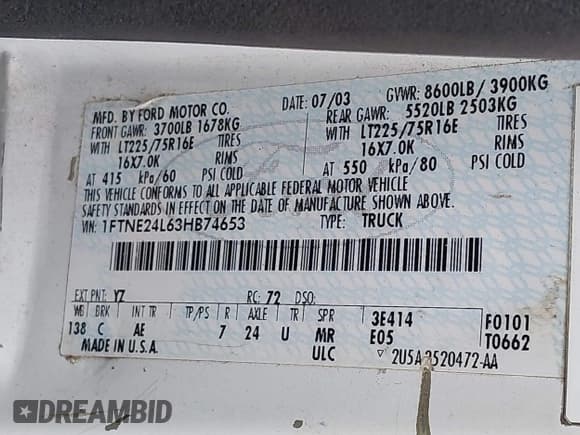 MFD. BY FORD MOTOR CO.
DATE: 07/03
GVWR: 8600LB/ 3900KG
FRONT GAWR: 3700LB 1678KG
REAR GAWR: 5520LB 2503KG
WITH LT225/75R16E TIRES
WITH LT225/75R16E TIRES
16X7.0K RIMS
16X7.0K RIMS
AT 415 kPa/60 PSI COLD
AT 550 kPa/80 PSI COLD
THIS VEHICLE CONFORMS TO ALL APPLICABLE FEDERAL MOTOR VEHICLE
SAFETY STANDARDS IN EFFECT ON THE DATE OF MANUFACTURE SHOWN ABOVE.
VIN: 1FTNE24L63HB74653
TYPE: TRUCK
EXT PNT: YZ RC: 72 DSO:
WB BRK INT TR TP/PS R AXLE TR SPR 3E414 F0101
138 C AE 7 24 U MR E05 T0662
MADE IN U.S.A. ULC 2U5A 3520472-AA
DREAMBID